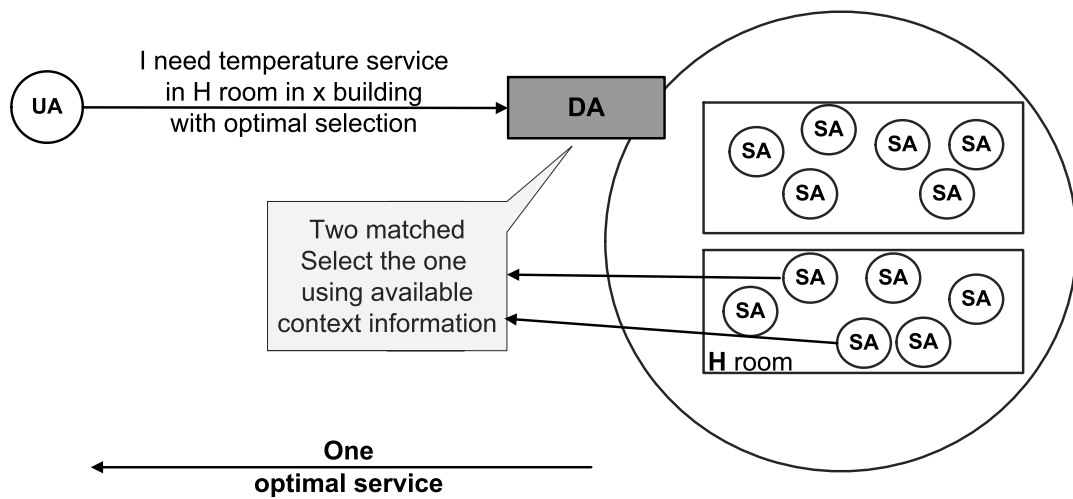 UA
I need temperature service
in H room in x building
with optimal selection
DA
SA
SA
SA
SA
SA
SA
Two matched
Select the one
using available
context information
SA
SA
SA
SA
SA
SA
H room
One
optimal service